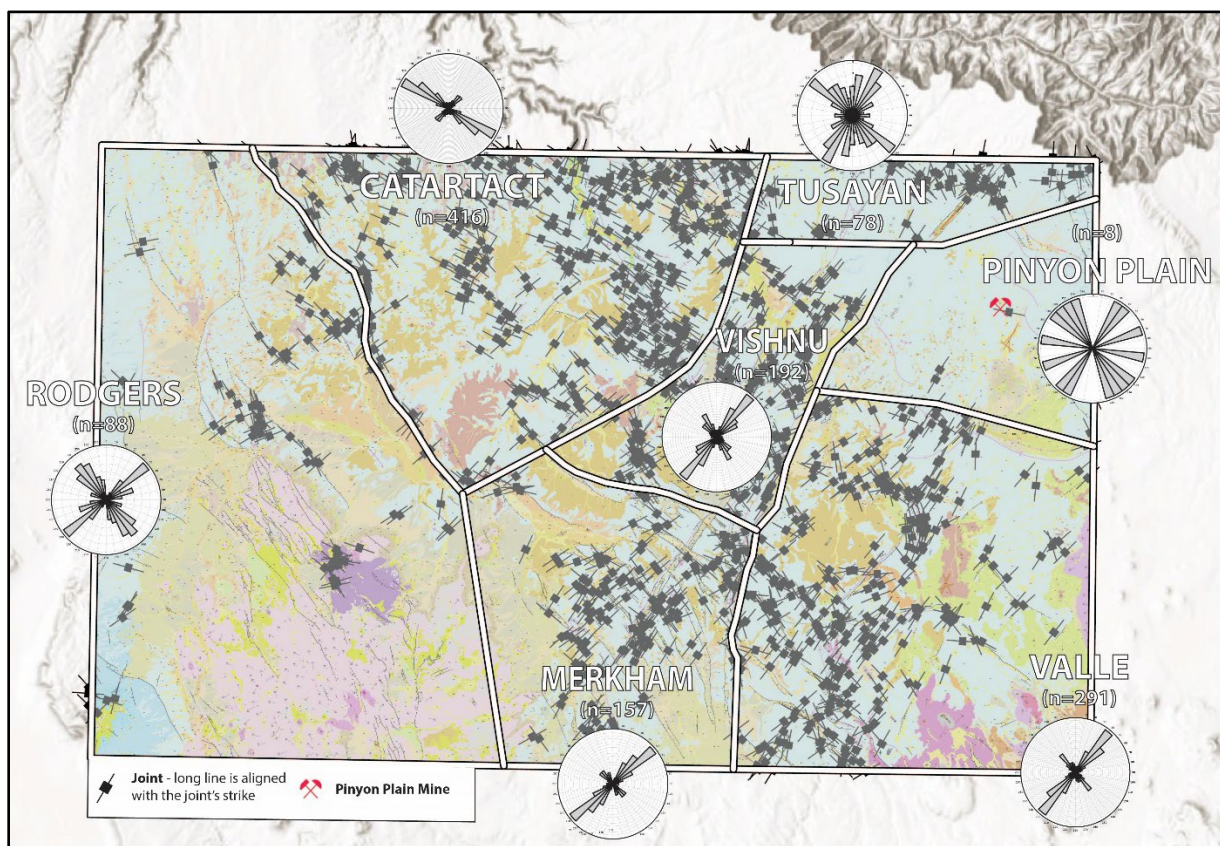 CATARTACT
(n=416)
TUSAYAN
(n=78)
(n=8)
PINYON PLAIN
VISHNU
(n=192)
RODGERS
(n=88)
MERKHAM
(n=157)
VALLE
(n=291)
Joint - long line is aligned
with the joint's strike
Pinyon Plain Mine